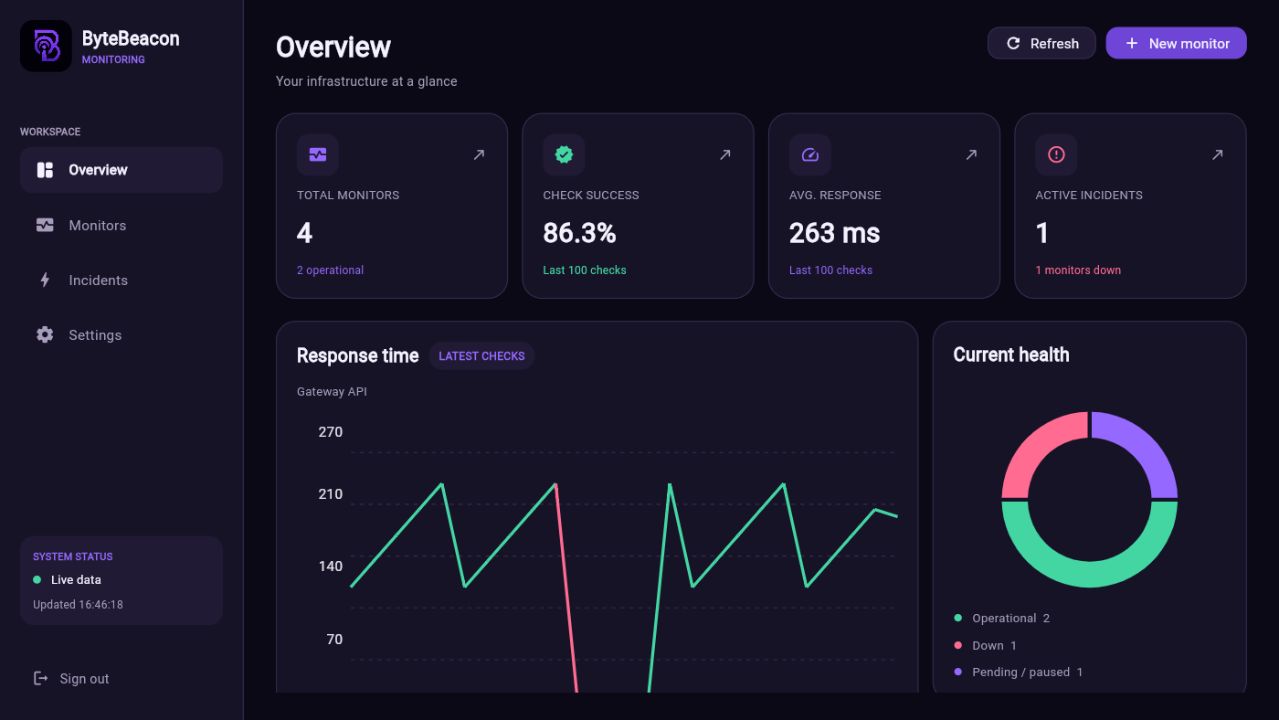 ByteBeacon
MONITORING
WORKSPACE
Overview
Monitors
Incidents
Settings
SYSTEM STATUS
Live data
Updated 16:46:18
Sign out
Overview
Your infrastructure at a glance
Refresh
New monitor
TOTAL MONITORS
4
2 operational
CHECK SUCCESS
86.3%
Last 100 checks
AVG. RESPONSE
263 ms
Last 100 checks
ACTIVE INCIDENTS
1
1 monitors down
Response time
LATEST CHECKS
Gateway API
270
210
140
70
Current health
Operational 2
Down 1
Pending / paused 1